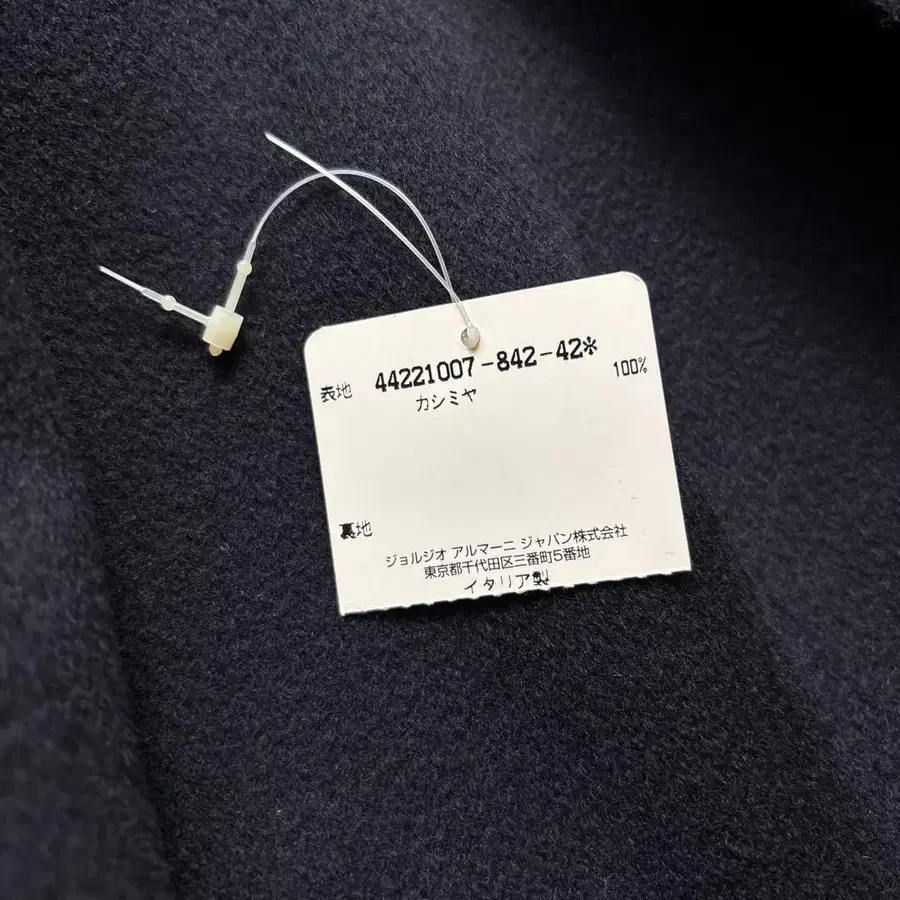 44221007-842-42*
表地 カシミヤ 100%
裏地
ジョルジオ アルマーニ ジャパン株式会社
東京都千代田区三番町5番地
イタリア製